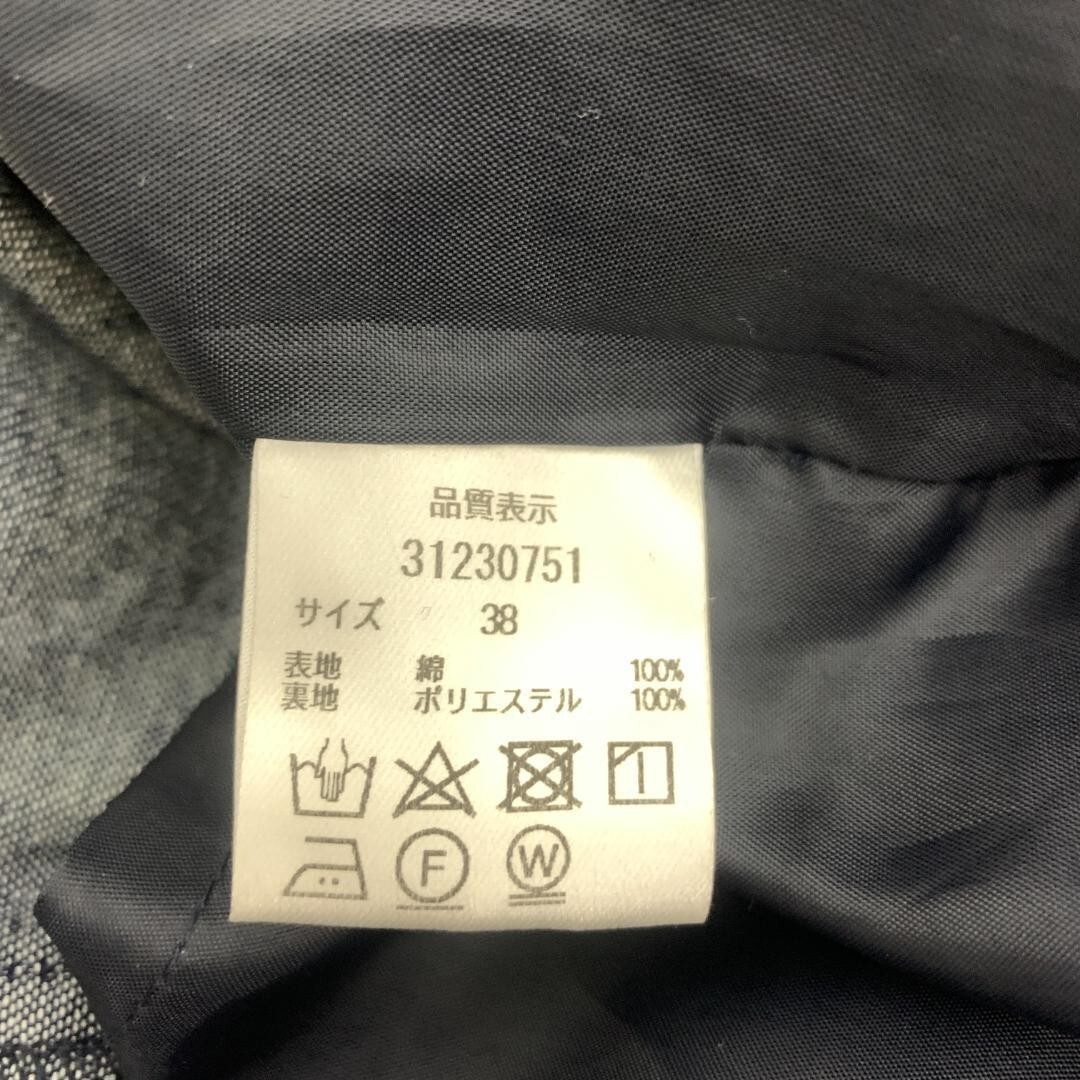 品質表示
31230751
サイズ 38
表地 綿 100%
裏地 ポリエステル 100%
F W